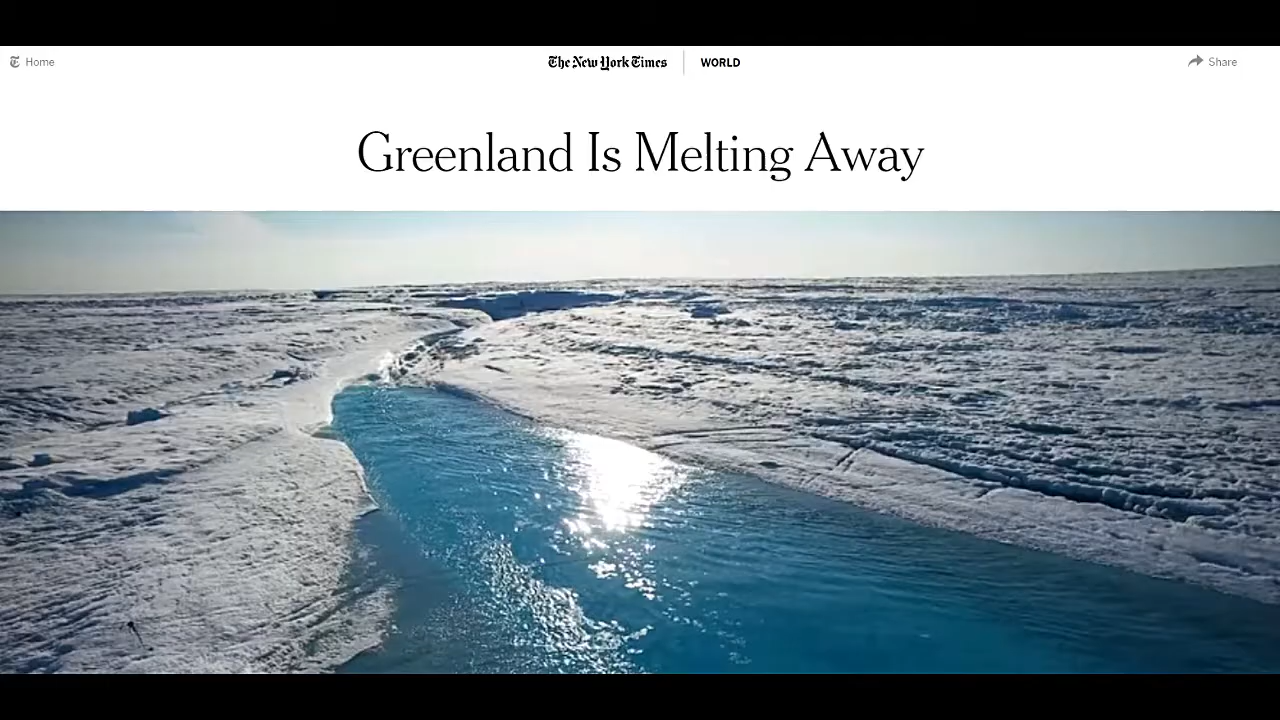 Home
The New York Times
WORLD
Share
Greenland Is Melting Away